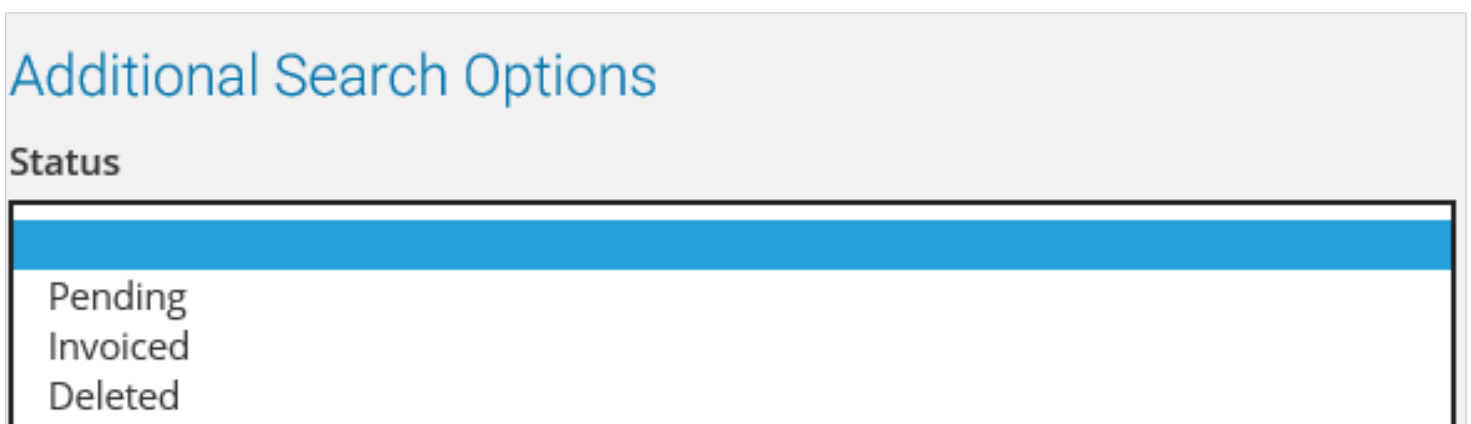 Additional Search Options
Status
Pending
Invoiced
Deleted